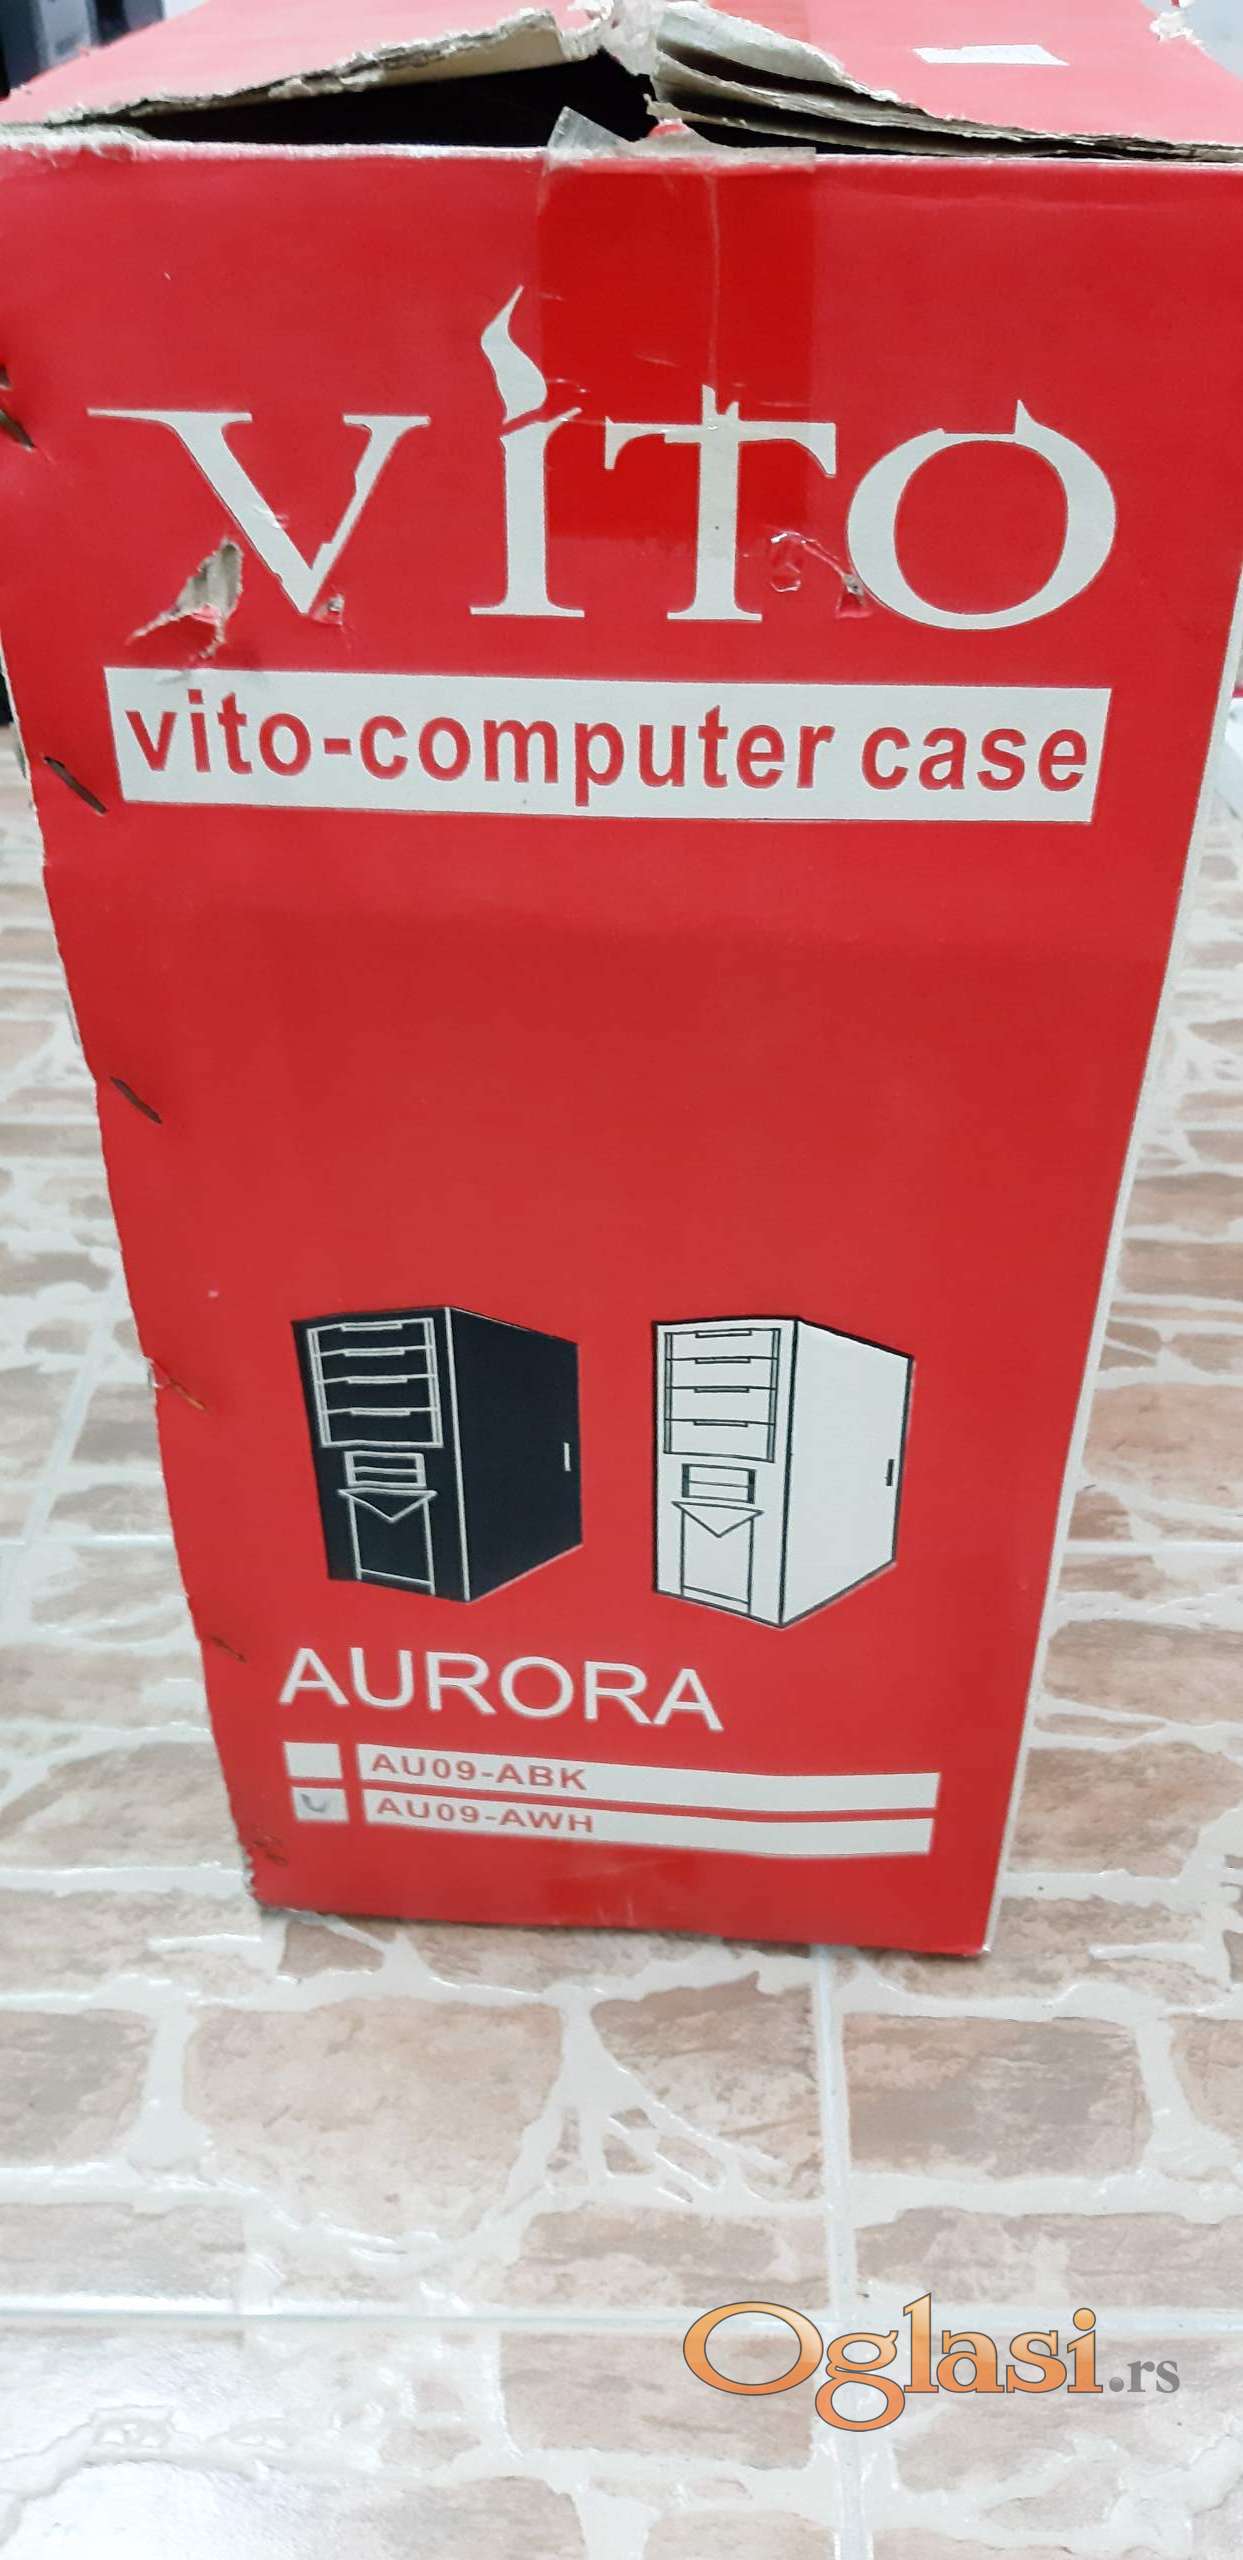 ViTO
vito-computer case
AURORA
AU09-ABK
AU09-AWH
Oglasi.rs